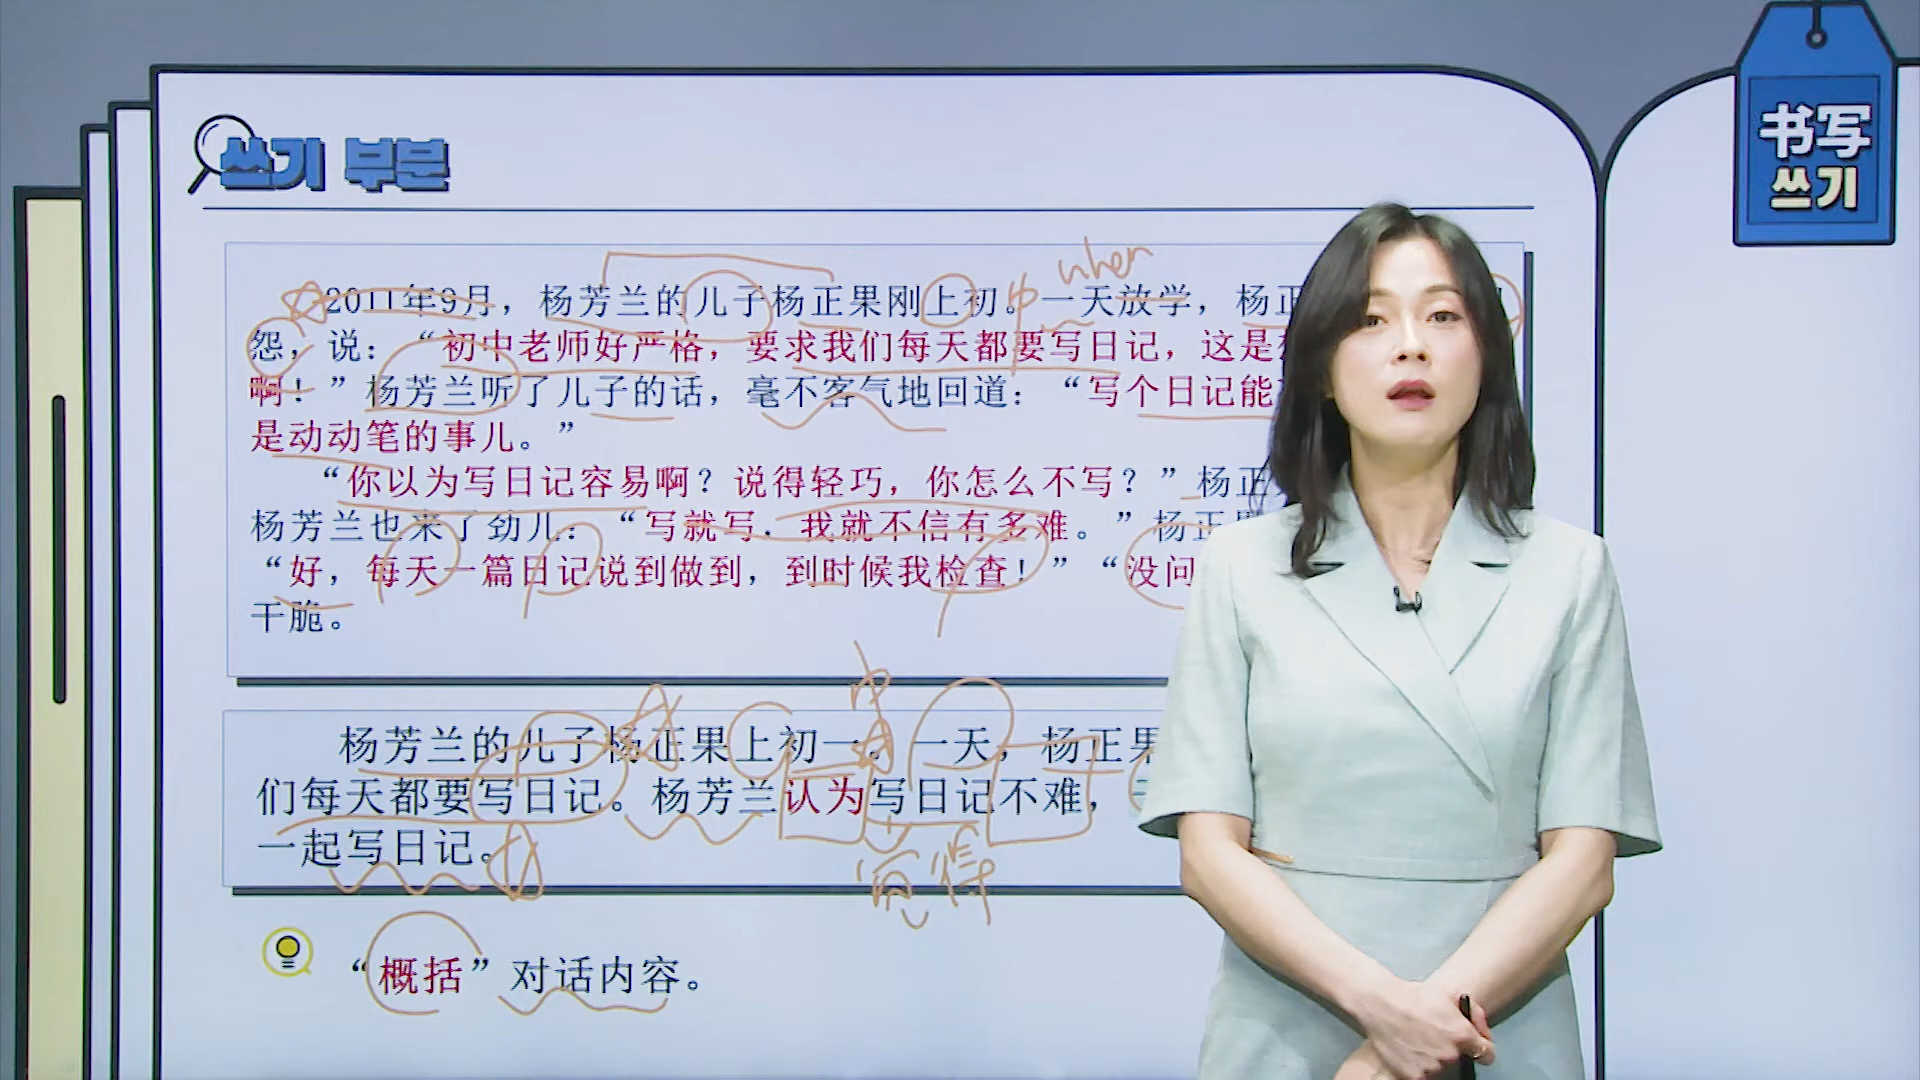 书写
쓰기
쓰기 부분
when
2011年9月，杨芳兰的儿子杨正果刚上初。一天放学，杨正
中
怨，说：“初中老师好严格，要求我们每天都要写日记，这是
啊！”杨芳兰听了儿子的话，毫不客气地回道：“写个日记能
是动动笔的事儿。”
“你以为写日记容易啊？说得轻巧，你怎么不写？”杨正
杨芳兰也来了劲儿：“写就写．我就不信有多难。”杨正果
“好，每天一篇日记说到做到，到时候我检查！”“没问
干脆。
中
杨芳兰的儿子杨正果上初一。一天，杨正果
们每天都要写日记。杨芳兰认为写日记不难，
一起写日记。
觉得
“概括”对话内容。